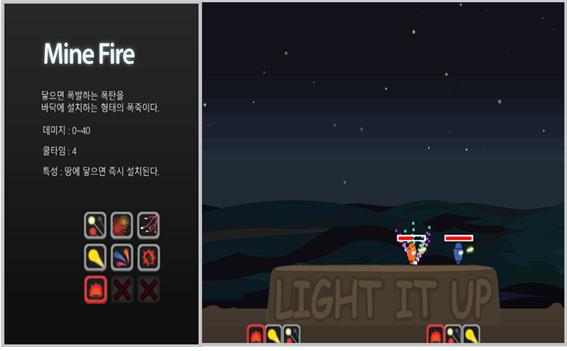 Mine Fire
닿으면 폭발하는 폭탄을
바닥에 설치하는 형태의 폭죽이다.
데미지 : 0~40
쿨타임 : 4
특성 : 땅에 닿으면 즉시 설치된다.
LIGHT IT UP